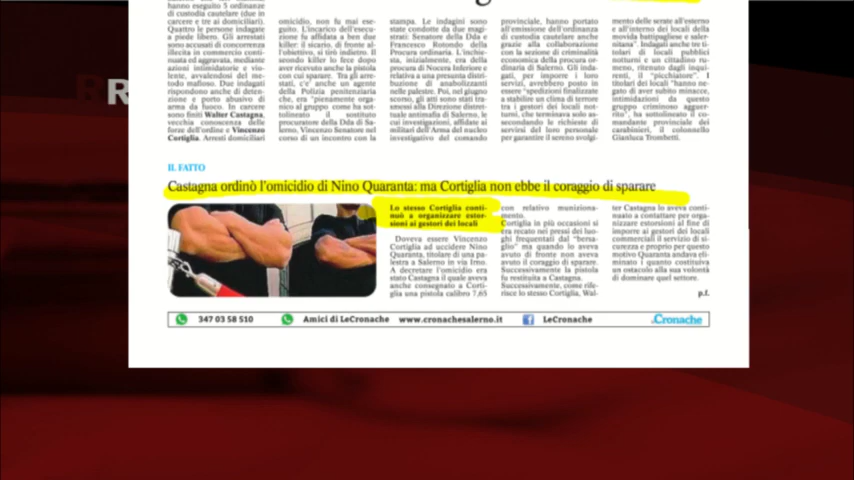 hanno eseguito 5 ordinanze
di custodia cautelare (due in
carcere e tre ai domiciliari).
Quattro le persone indagate
a piede libero. Gli arrestati
sono accusati di concorrenza
illecita in commercio conti-
nuata ed aggravata, mediante
azioni intimidatorie e vio-
lente, avvalendosi del me-
todo mafioso. Due indagati
rispondono anche di deten-
zione e porto abusivo di
arma da fuoco. In carcere
sono finiti Walter Castagna,
vecchia conoscenza delle
forze dell'ordine e Vincenzo
Cortiglia. Arresti domiciliari
omicidio, non fu mai ese-
guito. L'incarico dell'esecu-
zione fu affidata a ben due
killer: il sicario, di fronte al-
l'obiettivo, si tirò indietro. Il
secondo killer lo fece dopo
aver ricevuto anche la pistola
con cui sparare. Tra gli arre-
stati, c'e' anche un agente
della Polizia penitenziaria
che, era "pienamente orga-
nico al gruppo come ha sot-
tolineato il sostituto
procuratore della Dda di Sa-
lerno, Vincenzo Senatore nel
corso di un incontro con la
stampa. Le indagini sono
state condotte da due magi-
strati: Senatore della Dda e
Francesco Rotondo della
Procura ordinaria. L'inchie-
sta, inizialmente, era della
procura di Nocera Inferiore e
relativa a una presunta distri-
buzione di anabolizzanti
nelle palestre. Poi, nel giugno
scorso, gli atti sono stati tra-
smessi alla Direzione distret-
tuale antimafia di Salerno, le
cui investigazioni, affidate ai
militari dell'Arma del nucleo
investigativo del comando
provinciale, hanno portato
all'emissione dell'ordinanza
di custodia cautelare anche
grazie alla collaborazione
con la sezione di criminalità
economica della procura or-
dinaria di Salerno. Gli inda-
gati, per imporre i loro
servizi, avrebbero posto in
essere "spedizioni finalizzate
a stabilire un clima di terrore
tra i gestori dei locali not-
turni, che terminava solo as-
secondando le richieste di
servirsi del loro personale
per garantire il sereno svolgi-
mento delle serate all'esterno
e all'interno dei locali della
movida battipagliese e saler-
nitana". Indagati anche tre ti-
tolari di locali pubblici
notturni e un cittadino ru-
meno, ritenuto dagli inqui-
renti, il "picchiatore". I
titolari dei locali "hanno ne-
gato di aver subito minacce,
intimidazioni da questo
gruppo criminoso agguer-
rito", ha sottolineato il co-
mandante provinciale dei
carabinieri, il colonnello
Gianluca Trombetti.
IL FATTO
Castagna ordinò l'omicidio di Nino Quaranta: ma Cortiglia non ebbe il coraggio di sparare
Lo stesso Cortiglia conti-
nuò a organizzare estor-
sioni ai gestori dei locali
Doveva essere Vincenzo
Cortiglia ad uccidere Nino
Quaranta, titolare di una pa-
lestra a Salerno in via Irno.
A decretare l'omicidio era
stato Castagna il quale aveva
anche consegnato a Corti-
glia una pistola calibro 7,65
con relativo muniziona-
mento.
Cortiglia in più occasioni si
era recato nei pressi dei luo-
ghi frequentati dal "bersa-
glio" ma quando lo aveva
avuto di fronte non aveva
avuto il coraggio di sparare.
Successivamente la pistola
fu restituita a Castagna.
Successivamente, come rife-
risce lo stesso Cortiglia, Wal-
ter Castagna lo aveva conti-
nuato a contattare per orga-
nizzare estorsioni al fine di
imporre ai gestori dei locali
commerciali il servizio di si-
curezza e proprio per questo
motivo Quaranta andava eli-
minato i quanto costituiva
un ostacolo alla sua volontà
di dominare quel settore.
p.f.
347 03 58 510 Amici di LeCronache www.cronachesalerno.it LeCronache Cronache